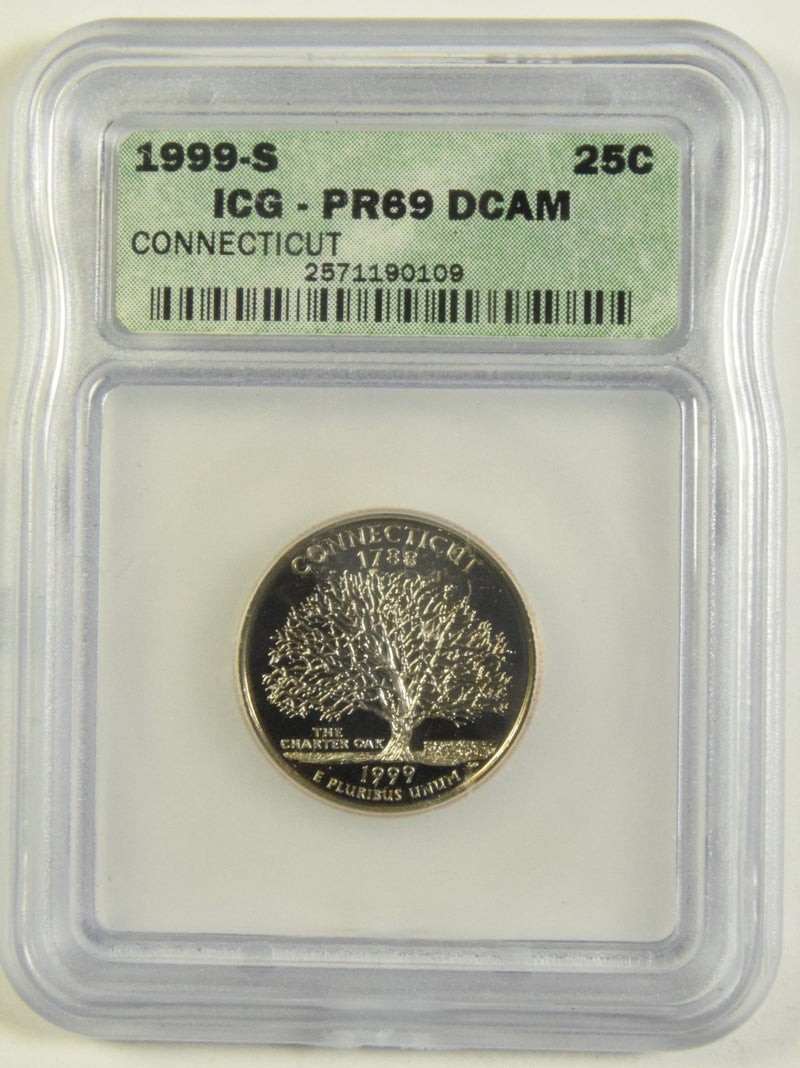 1999-S 25C
ICG - PR69 DCAM
CONNECTICUT
2571190109
CONNECTICUT
1788
THE
CHARTER OAK
1999
E PLURIBUS UNUM